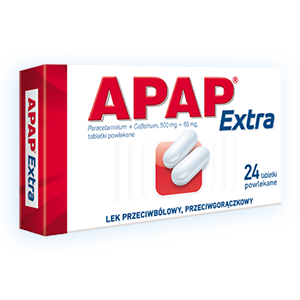 APAP®
Extra
Paracetamolum + Coffeinum, 500 mg + 65 mg,
tabletki powlekane
24 tabletki
powlekane
LEK PRZECIWBÓLOWY, PRZECIWGORĄCZKOWY
APAP
Extra